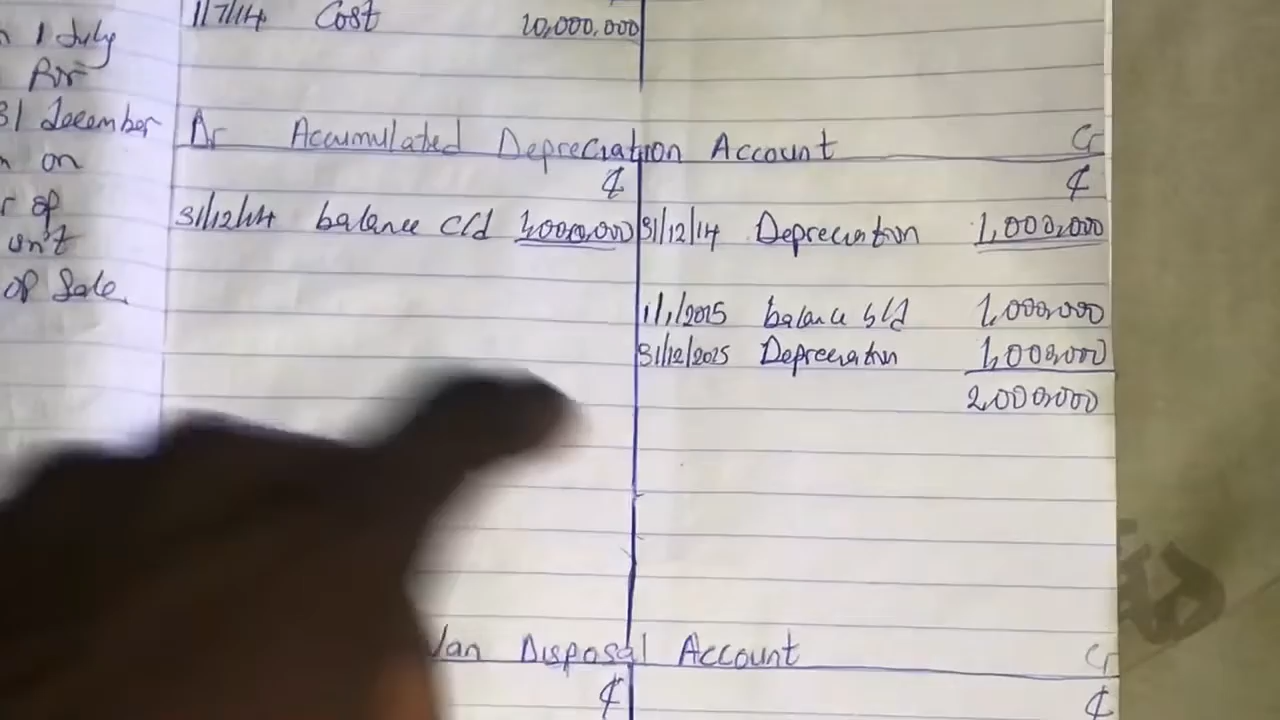 1/7/14 Cost 10,000,000
1 July
31 December
on
of
of Sale.
Dr Accumulated Depreciation Account Cr
₵ ₵
31/12/14 balance c/d 1,000,000 31/12/14 Depreciation 1,000,000
1/1/2015 balance b/d 1,000,000
31/12/2015 Depreciation 1,000,000
2,000,000
Van Disposal Account Cr
₵ ₵